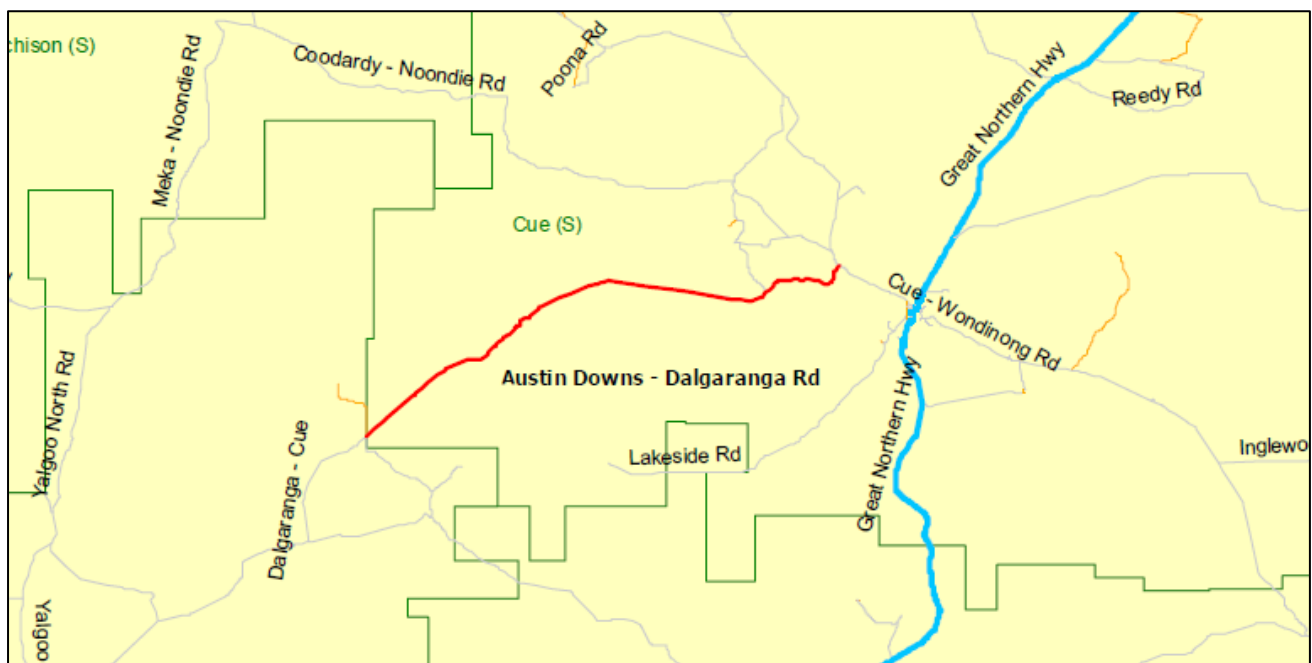 chison (S)
Coodardy - Noondie Rd
Poona Rd
Great Northern Hwy
Reedy Rd
Meka - Noondie Rd
Cue (S)
Cue - Wondinong Rd
Austin Downs - Dalgaranga Rd
Yalgoo North Rd
Great Northern Hwy
Lakeside Rd
Inglewo
Dalgaranga - Cue
Yalgoo